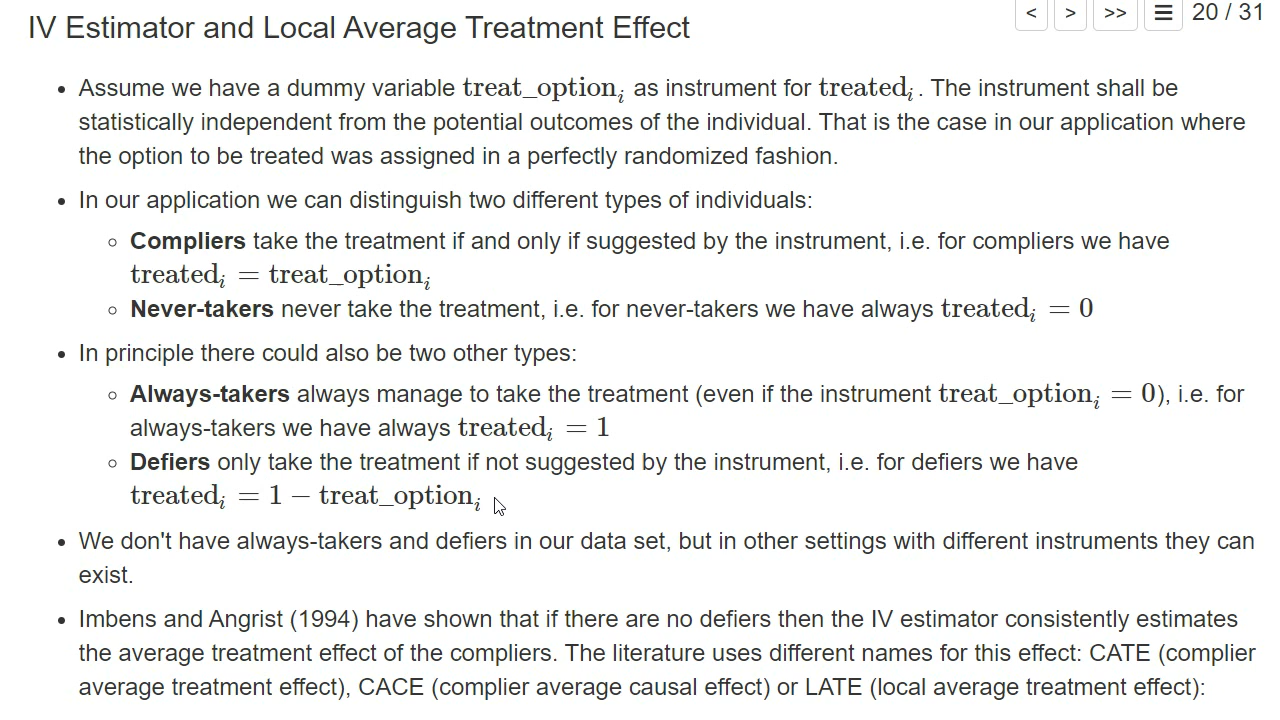 IV Estimator and Local Average Treatment Effect
< > >> ☰ 20 / 31
• Assume we have a dummy variable treat_optionᵢ as instrument for treatedᵢ. The instrument shall be
statistically independent from the potential outcomes of the individual. That is the case in our application where
the option to be treated was assigned in a perfectly randomized fashion.
• In our application we can distinguish two different types of individuals:
○ Compliers take the treatment if and only if suggested by the instrument, i.e. for compliers we have
treatedᵢ = treat_optionᵢ
○ Never-takers never take the treatment, i.e. for never-takers we have always treatedᵢ = 0
• In principle there could also be two other types:
○ Always-takers always manage to take the treatment (even if the instrument treat_optionᵢ = 0), i.e. for
always-takers we have always treatedᵢ = 1
○ Defiers only take the treatment if not suggested by the instrument, i.e. for defiers we have
treatedᵢ = 1 − treat_optionᵢ
• We don't have always-takers and defiers in our data set, but in other settings with different instruments they can
exist.
• Imbens and Angrist (1994) have shown that if there are no defiers then the IV estimator consistently estimates
the average treatment effect of the compliers. The literature uses different names for this effect: CATE (complier
average treatment effect), CACE (complier average causal effect) or LATE (local average treatment effect):